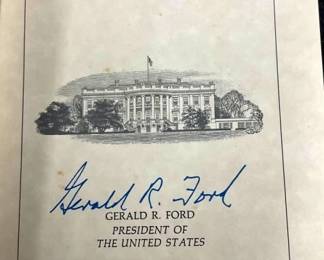 Gerald R. Ford
GERALD R. FORD
PRESIDENT OF
THE UNITED STATES